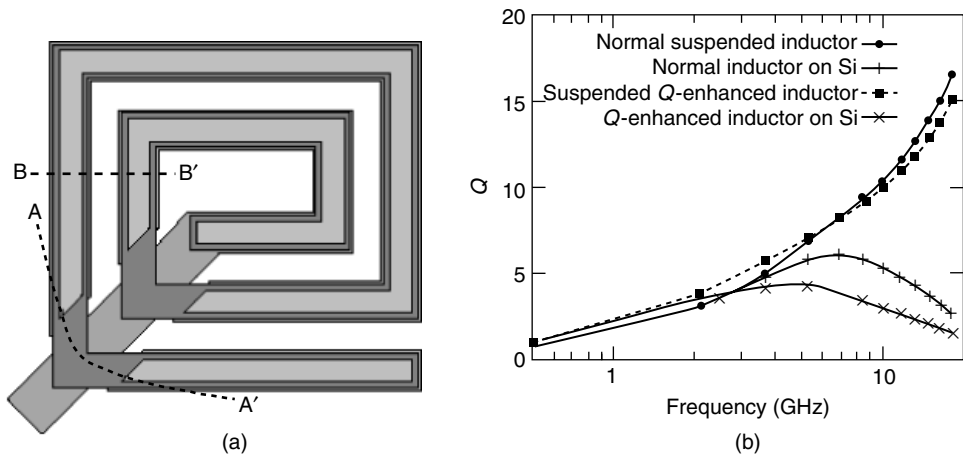 B
B′
A
A′
(a)
20
15
10
5
0
Q
Normal suspended inductor
Normal inductor on Si
Suspended Q-enhanced inductor
Q-enhanced inductor on Si
1
10
Frequency (GHz)
(b)